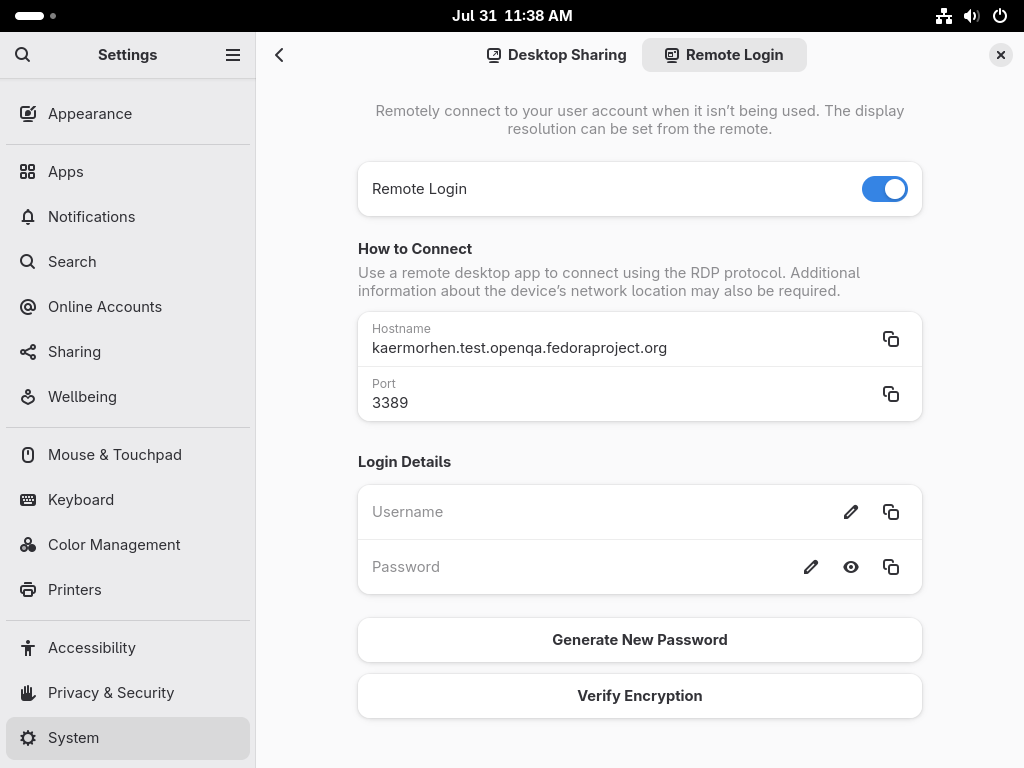 Jul 31 11:38 AM
Settings
Appearance
Apps
Notifications
Search
Online Accounts
Sharing
Wellbeing
Mouse & Touchpad
Keyboard
Color Management
Printers
Accessibility
Privacy & Security
System
Desktop Sharing
Remote Login
Remotely connect to your user account when it isn’t being used. The display
resolution can be set from the remote.
Remote Login
How to Connect
Use a remote desktop app to connect using the RDP protocol. Additional
information about the device’s network location may also be required.
Hostname
kaermorhen.test.openqa.fedoraproject.org
Port
3389
Login Details
Username
Password
Generate New Password
Verify Encryption